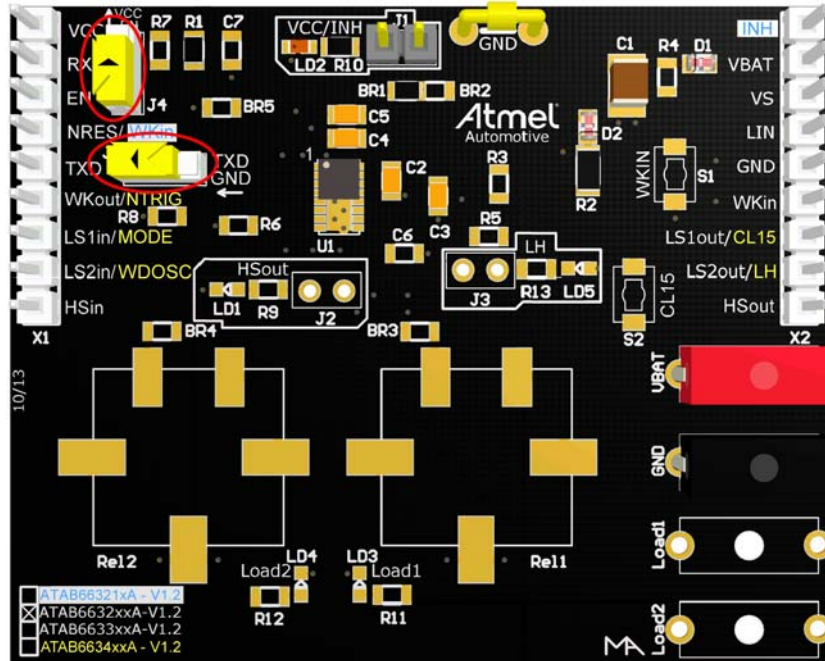 VCC
VCC
RXD
EN
NRES/WKin
TXD
WKout/NTRIG
LS1in/MODE
LS2in/WDOSC
HSin
X1
J4
R7
R1
C7
BR5
TXD
GND
R8
R6
VCC/INH
J1
LD2
R10
GND
BR1
BR2
C5
C4
1
U1
C2
C3
C6
Atmel
Automotive
R3
R5
C1
R4
D1
D2
R2
WKIN
S1
INH
VBAT
VS
LIN
GND
WKin
LS1out/CL15
LS2out/LH
HSout
X2
HSout
LD1
R9
J2
LH
J3
R13
LD5
CL15
S2
BR4
BR3
10/13
VBAT
GND
Load1
Load2
Rel2
Rel1
LD4
Load2
R12
LD3
Load1
R11
ATAB66321xA - V1.2
ATAB6632xxA-V1.2
ATAB6633xxA-V1.2
ATAB6634xxA - V1.2